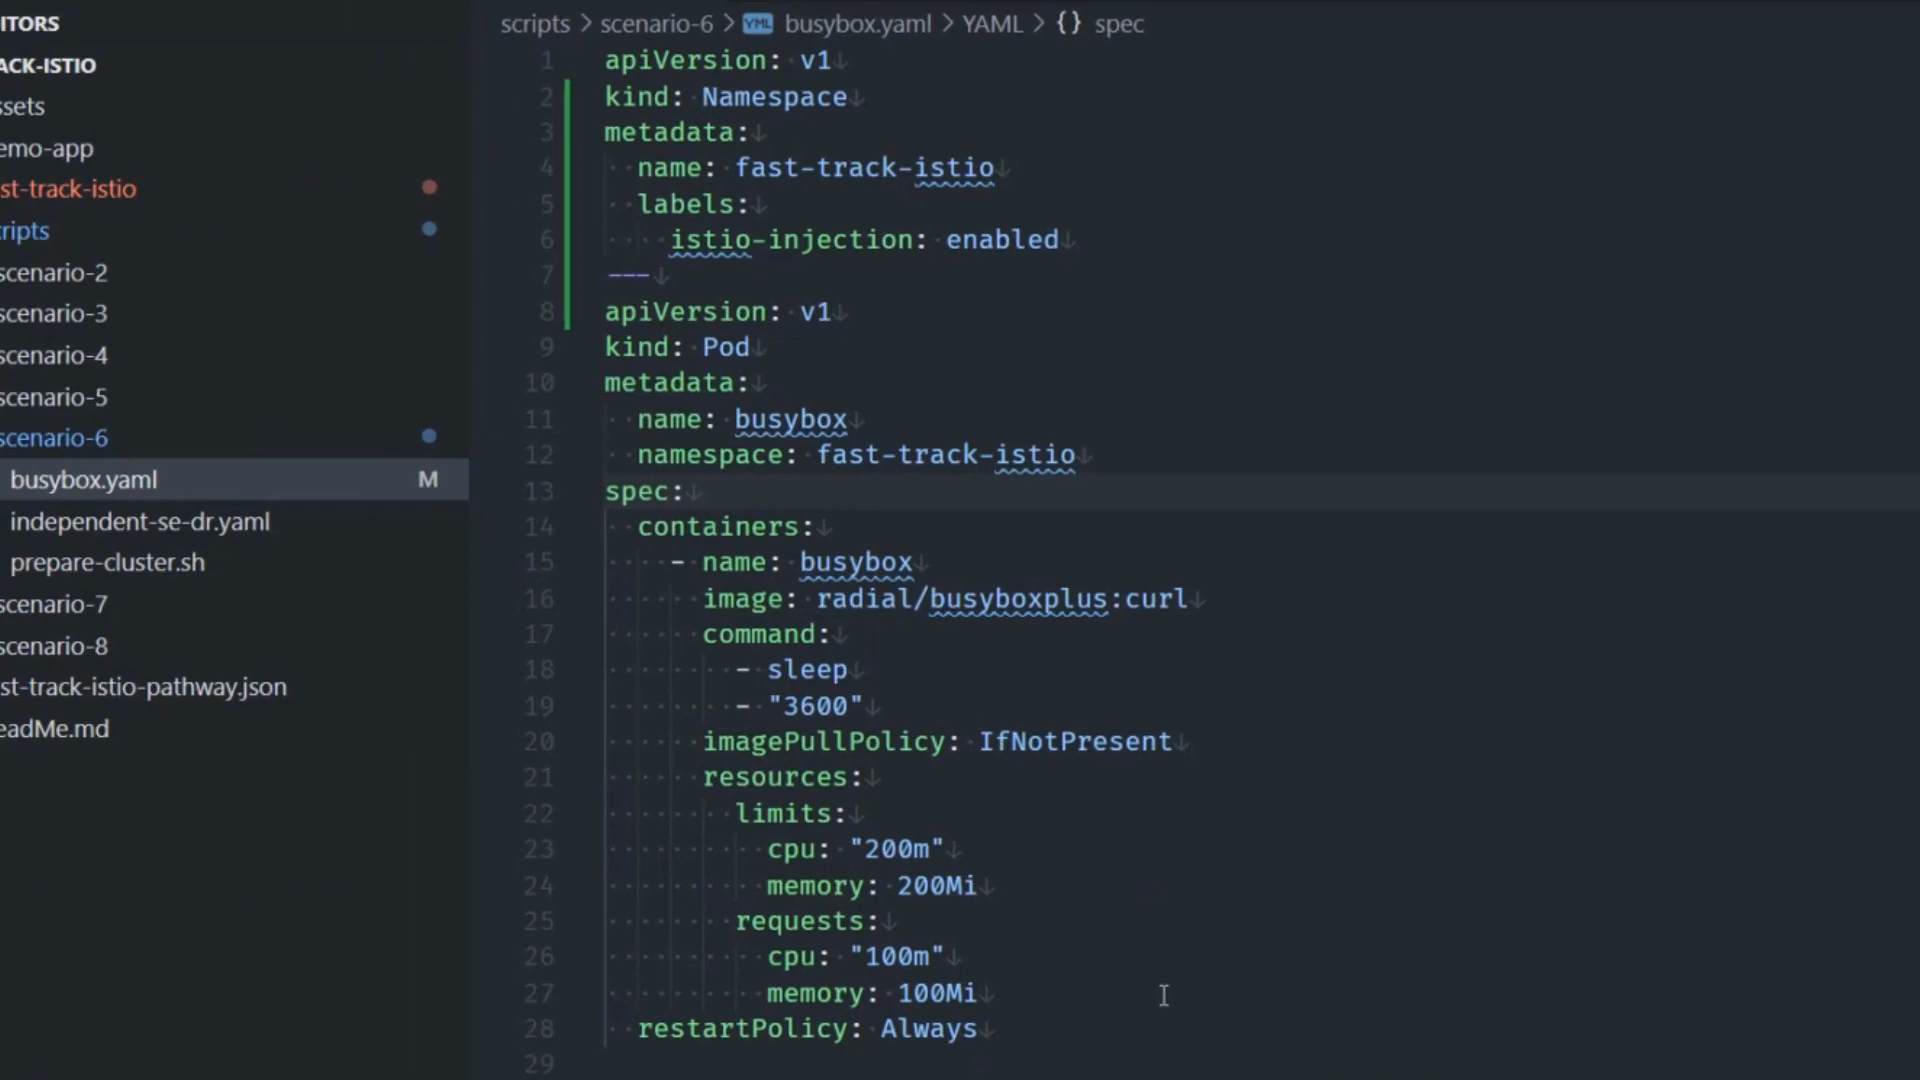 ITORS
ACK-ISTIO
ssets
emo-app
st-track-istio
ripts
scenario-2
scenario-3
scenario-4
scenario-5
scenario-6
busybox.yaml M
independent-se-dr.yaml
prepare-cluster.sh
scenario-7
scenario-8
st-track-istio-pathway.json
eadMe.md
scripts > scenario-6 > YML busybox.yaml > YAML > {} spec
1 apiVersion: v1
2 kind: Namespace
3 metadata:
4   name: fast-track-istio
5   labels:
6     istio-injection: enabled
7 ---
8 apiVersion: v1
9 kind: Pod
10 metadata:
11   name: busybox
12   namespace: fast-track-istio
13 spec:
14   containers:
15     - name: busybox
16       image: radial/busyboxplus:curl
17       command:
18         - sleep
19         - "3600"
20       imagePullPolicy: IfNotPresent
21       resources:
22         limits:
23           cpu: "200m"
24           memory: 200Mi
25         requests:
26           cpu: "100m"
27           memory: 100Mi
28   restartPolicy: Always
29